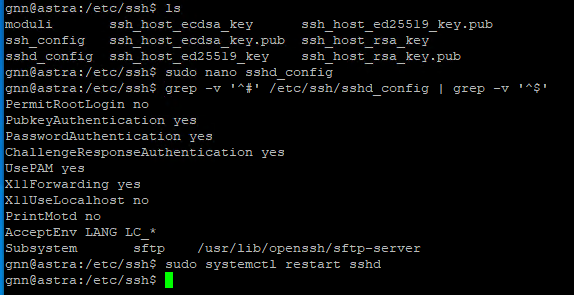 gnn@astra:/etc/ssh$ ls
moduli       ssh_host_ecdsa_key       ssh_host_ed25519_key.pub
ssh_config   ssh_host_ecdsa_key.pub   ssh_host_rsa_key
sshd_config  ssh_host_ed25519_key     ssh_host_rsa_key.pub
gnn@astra:/etc/ssh$ sudo nano sshd_config
gnn@astra:/etc/ssh$ grep -v '^#' /etc/ssh/sshd_config | grep -v '^$'
PermitRootLogin no
PubkeyAuthentication yes
PasswordAuthentication yes
ChallengeResponseAuthentication yes
UsePAM yes
X11Forwarding yes
X11UseLocalhost no
PrintMotd no
AcceptEnv LANG LC_*
Subsystem       sftp    /usr/lib/openssh/sftp-server
gnn@astra:/etc/ssh$ sudo systemctl restart sshd
gnn@astra:/etc/ssh$